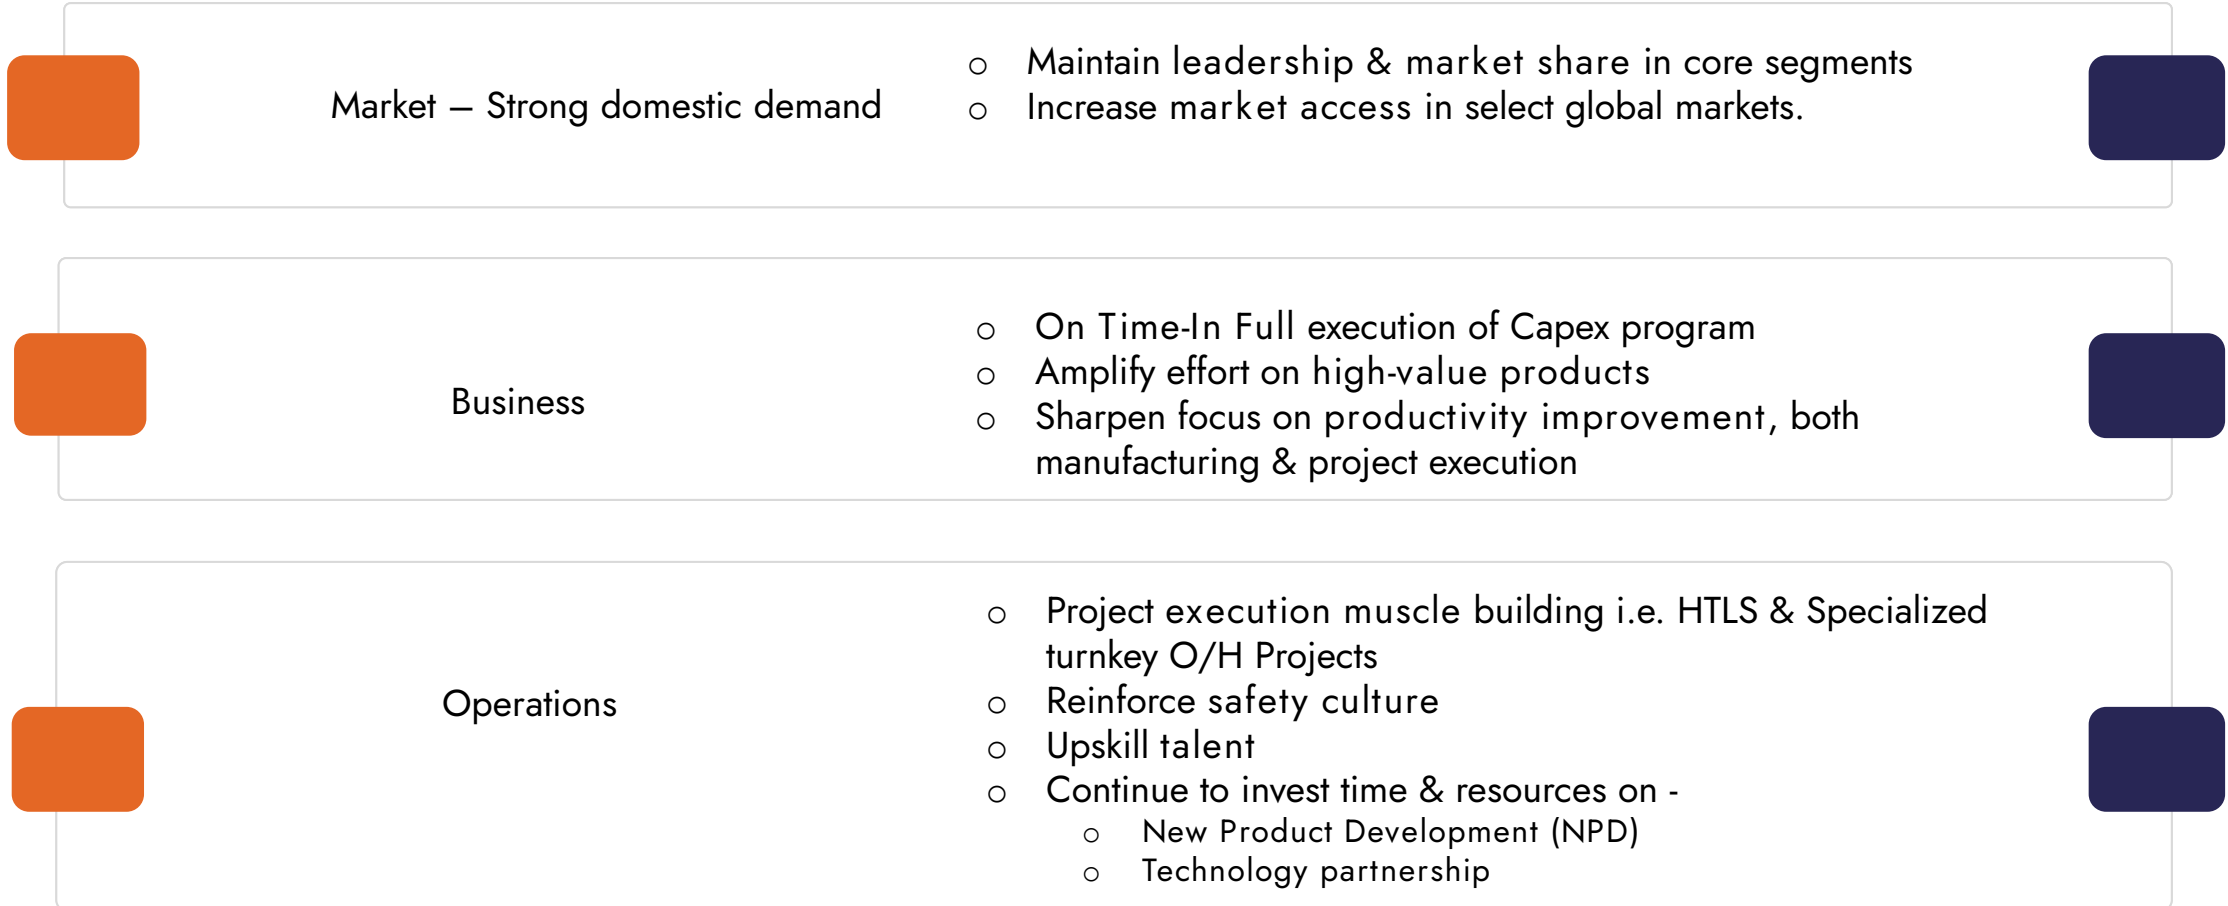 Market – Strong domestic demand
○ Maintain leadership & market share in core segments
○ Increase market access in select global markets.
Business
○ On Time-In Full execution of Capex program
○ Amplify effort on high-value products
○ Sharpen focus on productivity improvement, both
manufacturing & project execution
Operations
○ Project execution muscle building i.e. HTLS & Specialized
turnkey O/H Projects
○ Reinforce safety culture
○ Upskill talent
○ Continue to invest time & resources on -
○ New Product Development (NPD)
○ Technology partnership